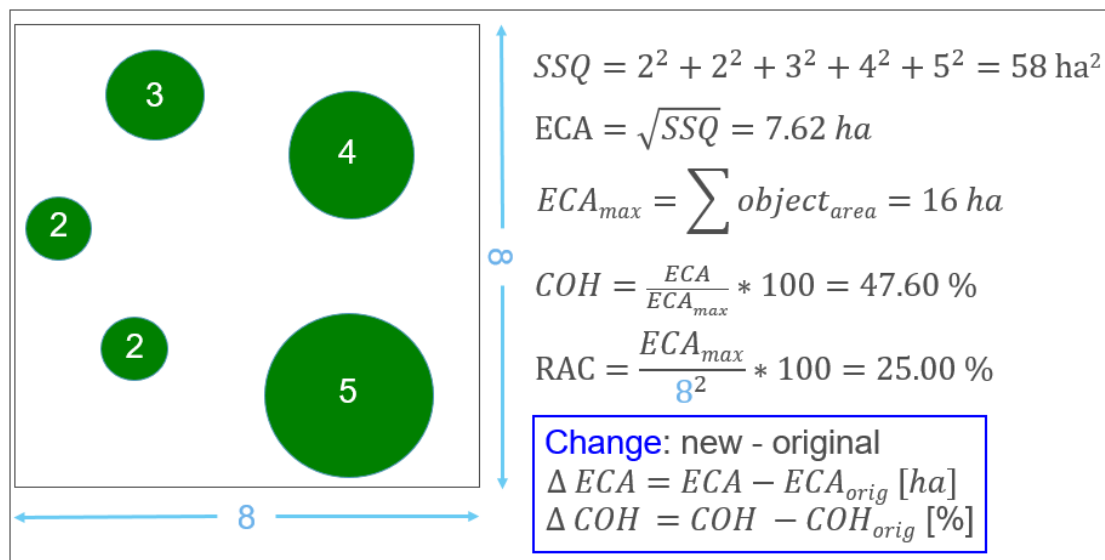 3
4
2
2
5
8
8
SSQ = 2² + 2² + 3² + 4² + 5² = 58 ha²
ECA = √SSQ = 7.62 ha
ECA_max = ∑ object_area = 16 ha
COH = ECA/ECA_max * 100 = 47.60 %
RAC = ECA_max/8² * 100 = 25.00 %
Change: new - original
Δ ECA = ECA − ECA_orig [ha]
Δ COH = COH − COH_orig [%]